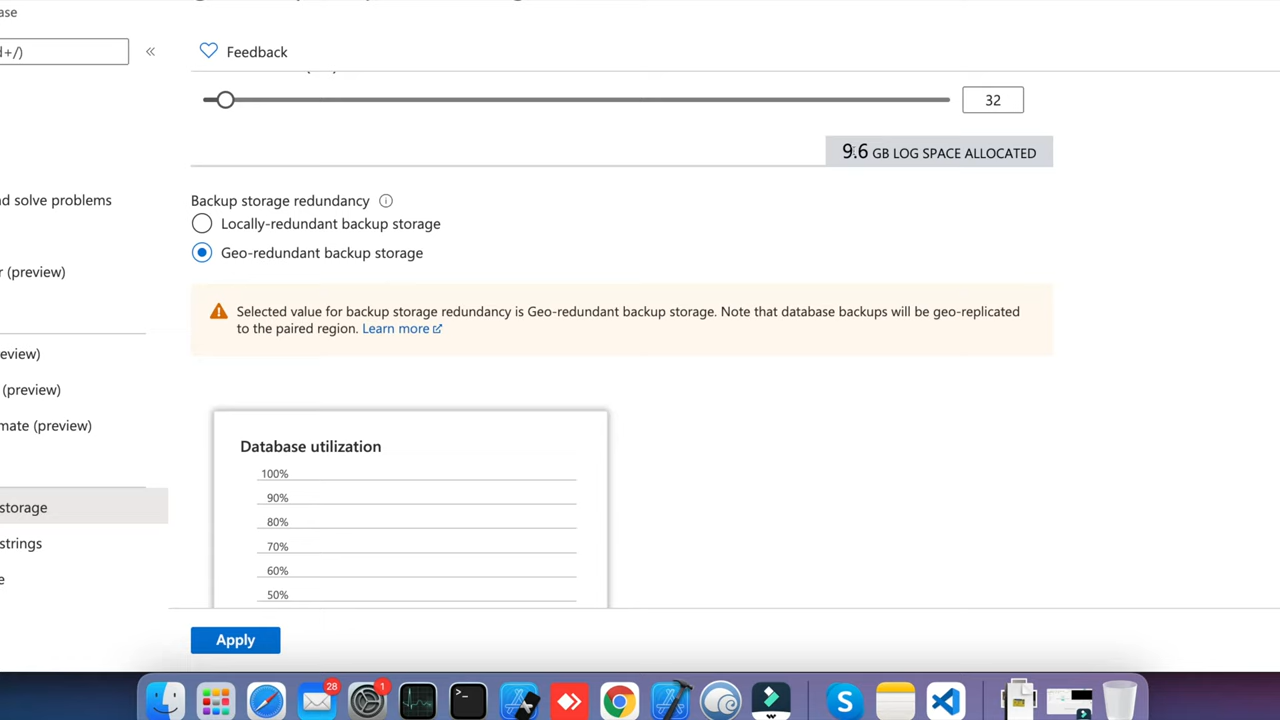 ase
d+/)
«
Feedback
32
9.6 GB LOG SPACE ALLOCATED
nd solve problems
Backup storage redundancy
Locally-redundant backup storage
Geo-redundant backup storage
r (preview)
Selected value for backup storage redundancy is Geo-redundant backup storage. Note that database backups will be geo-replicated
to the paired region. Learn more
eview)
(preview)
mate (preview)
storage
strings
e
Database utilization
100%
90%
80%
70%
60%
50%
Apply
28
1